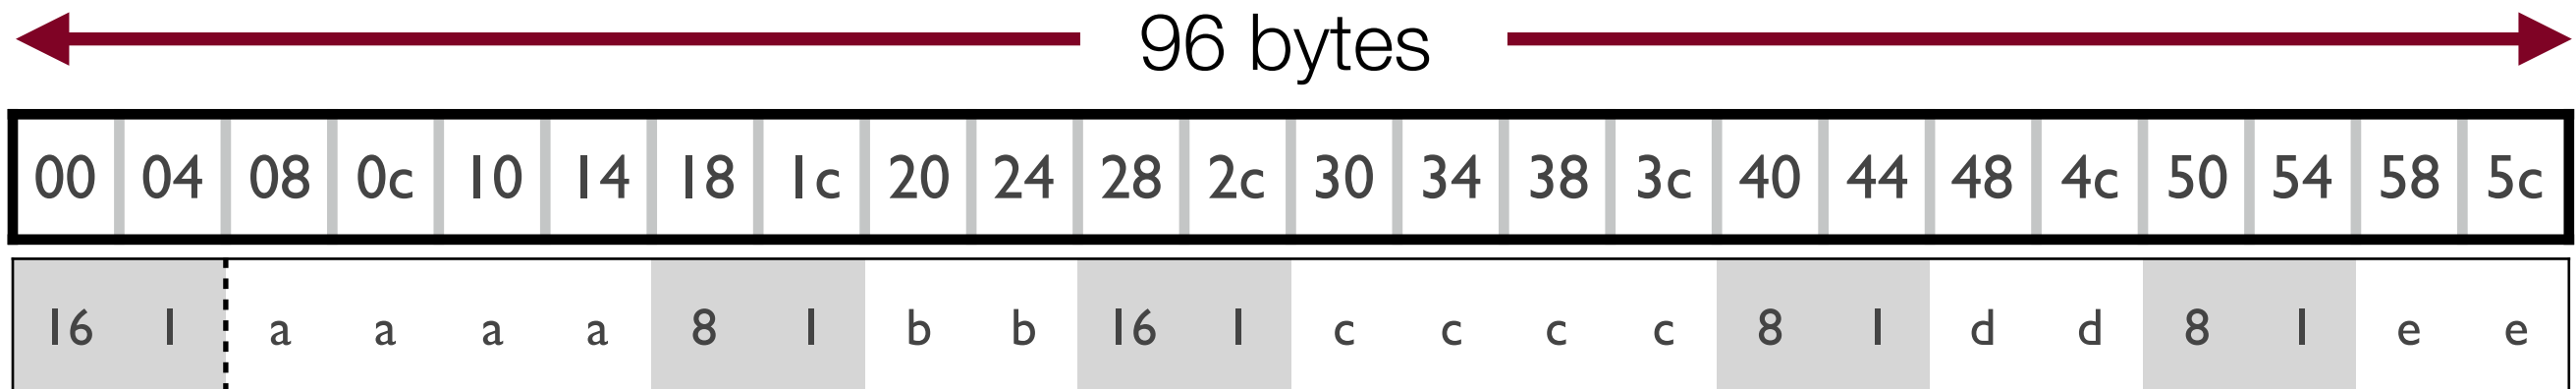 96 bytes
00 04 08 0c 10 14 18 1c 20 24 28 2c 30 34 38 3c 40 44 48 4c 50 54 58 5c
16 1 a a a a 8 1 b b 16 1 c c c c 8 1 d d 8 1 e e